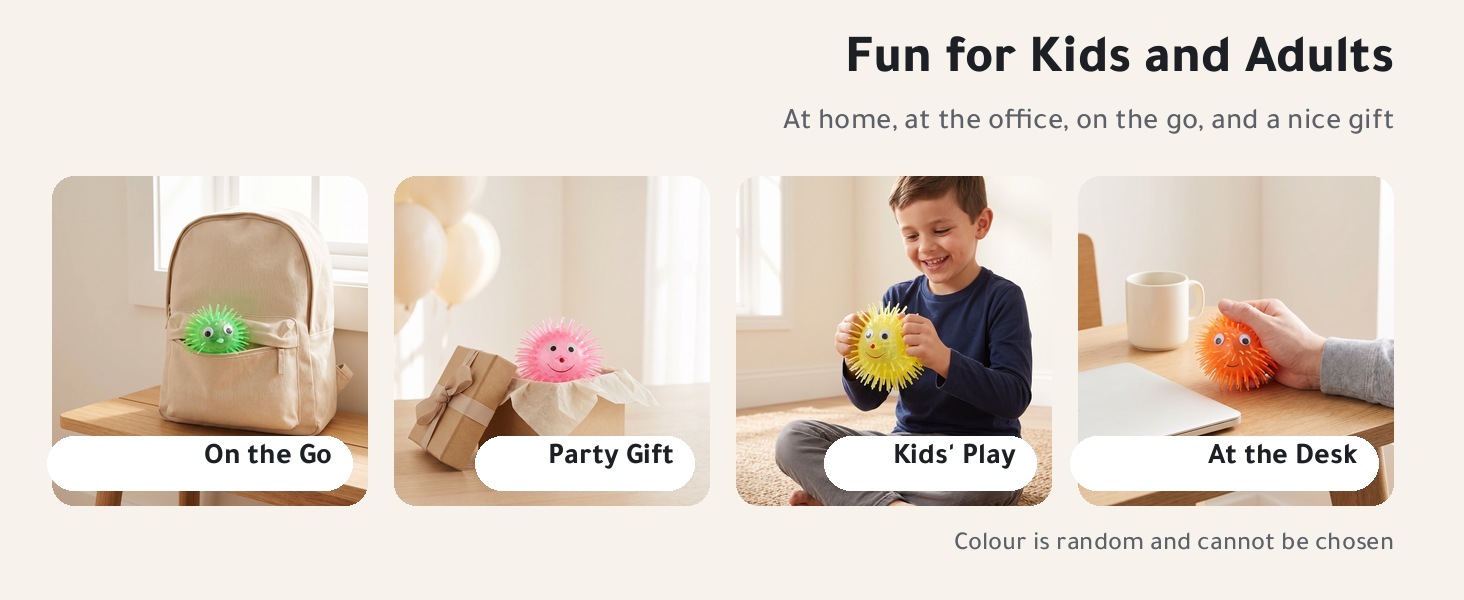 Fun for Kids and Adults
At home, at the office, on the go, and a nice gift
On the Go
Party Gift
Kids' Play
At the Desk
Colour is random and cannot be chosen